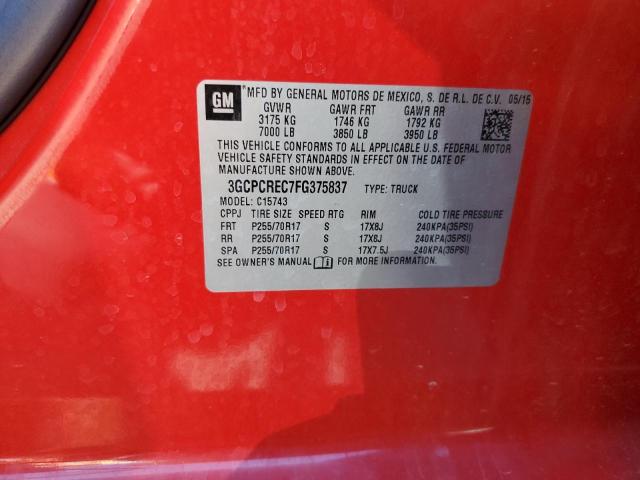 GM
MFD BY GENERAL MOTORS DE MEXICO, S. DE R.L. DE C.V. 05/15
GVWR GAWR FRT GAWR RR
3175 KG 1746 KG 1792 KG
7000 LB 3850 LB 3950 LB
THIS VEHICLE CONFORMS TO ALL APPLICABLE U.S. FEDERAL MOTOR
VEHICLE SAFETY STANDARDS IN EFFECT ON THE DATE OF
MANUFACTURE SHOWN ABOVE.
3GCPCREC7FG375837 TYPE: TRUCK
MODEL: C15743
CPPJ TIRE SIZE SPEED RTG RIM COLD TIRE PRESSURE
FRT P255/70R17 S 17X8J 240KPA(35PSI)
RR P255/70R17 S 17X8J 240KPA(35PSI)
SPA P255/70R17 S 17X7.5J 240KPA(35PSI)
SEE OWNER'S MANUAL FOR MORE INFORMATION.